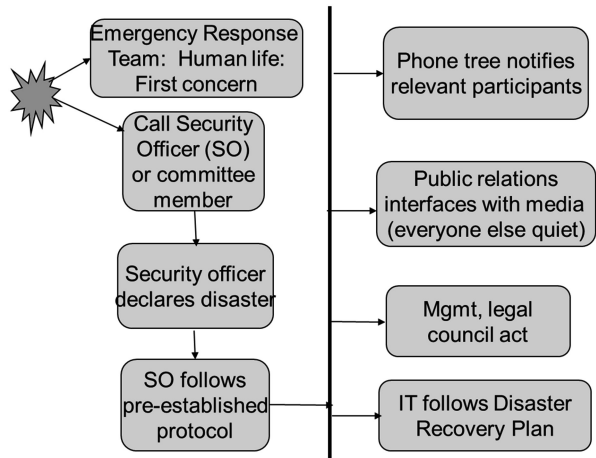 Emergency Response
Team: Human life:
First concern
Call Security
Officer (SO)
or committee
member
Security officer
declares disaster
SO follows
pre-established
protocol
Phone tree notifies
relevant participants
Public relations
interfaces with media
(everyone else quiet)
Mgmt, legal
council act
IT follows Disaster
Recovery Plan